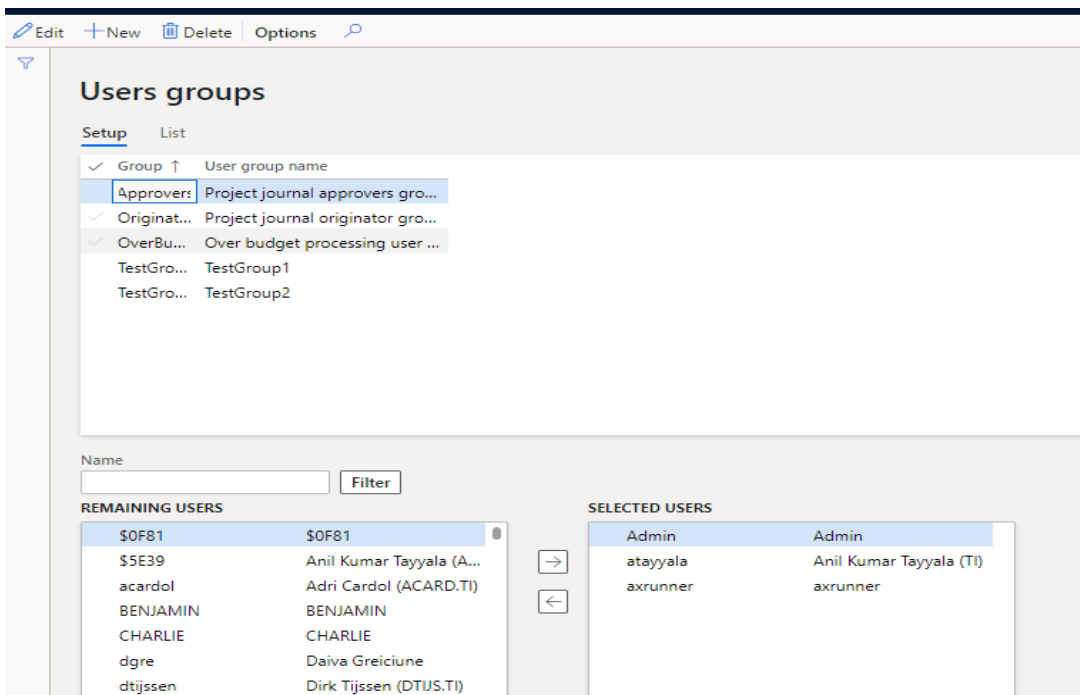 Edit New Delete Options
Users groups
Setup List
Group ↑ User group name
Approvers Project journal approvers gro...
Originat... Project journal originator gro...
OverBu... Over budget processing user ...
TestGro... TestGroup1
TestGro... TestGroup2
Name
Filter
REMAINING USERS SELECTED USERS
$0F81 $0F81 Admin Admin
$5E39 Anil Kumar Tayyala (A... atayyala Anil Kumar Tayyala (TI)
acardol Adri Cardol (ACARD.TI) axrunner axrunner
BENJAMIN BENJAMIN
CHARLIE CHARLIE
dgre Daiva Greiciune
dtijssen Dirk Tijssen (DTIJS.TI)